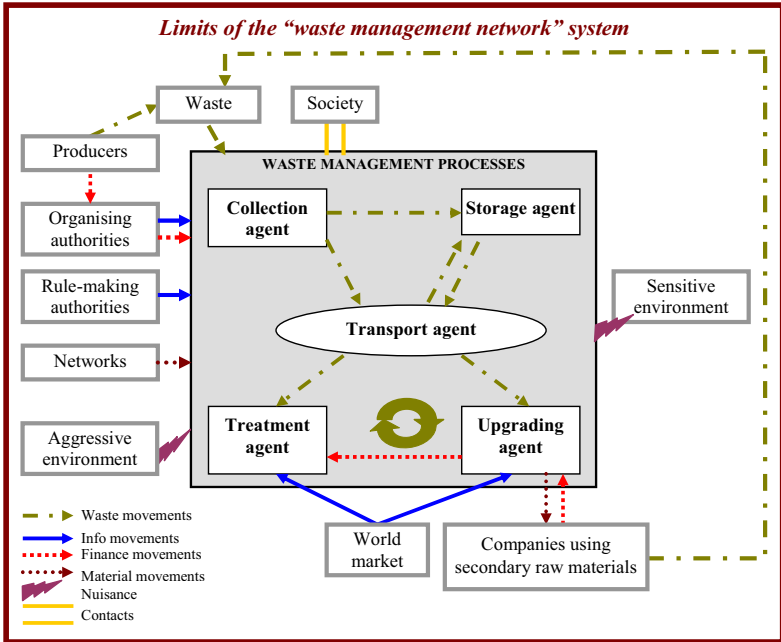 Limits of the “waste management network” system
Waste
Society
Producers
WASTE MANAGEMENT PROCESSES
Organising
authorities
Collection
agent
Storage agent
Rule-making
authorities
Sensitive
environment
Transport agent
Networks
Aggressive
environment
Treatment
agent
Upgrading
agent
World
market
Companies using
secondary raw materials
Waste movements
Info movements
Finance movements
Material movements
Nuisance
Contacts